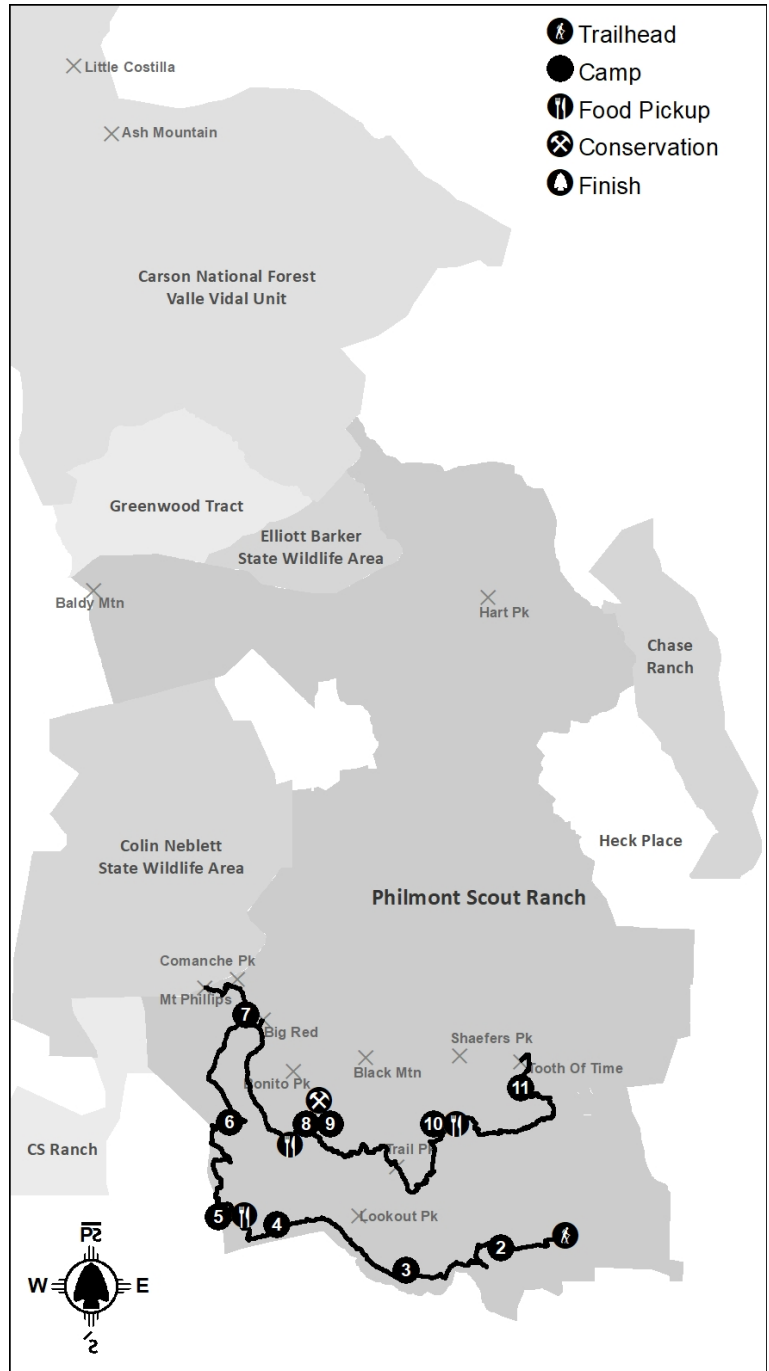 Trailhead
Camp
Food Pickup
Conservation
Finish
Little Costilla
Ash Mountain
Carson National Forest
Valle Vidal Unit
Greenwood Tract
Elliott Barker
State Wildlife Area
Baldy Mtn
Hart Pk
Chase
Ranch
Heck Place
Colin Neblett
State Wildlife Area
Philmont Scout Ranch
Comanche Pk
Mt Phillips
7
Big Red
Shaefers Pk
Black Mtn
Tooth Of Time
Bonito Pk
11
6
8
9
10
CS Ranch
Trail Pk
5
4
Lookout Pk
2
3
W
E